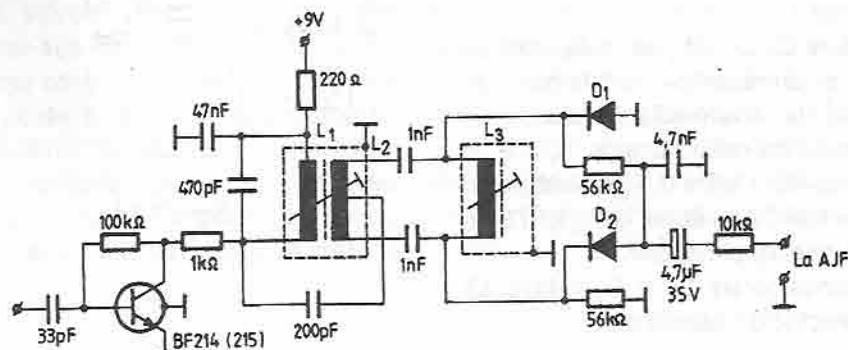 +9V
220Ω
47nF
L1
L2
1nF
L3
D1
4,7nF
470pF
56kΩ
100kΩ
D2
10kΩ
1kΩ
La AJF
1nF
4,7µF
35V
200pF
56kΩ
33pF
BF214 (215)